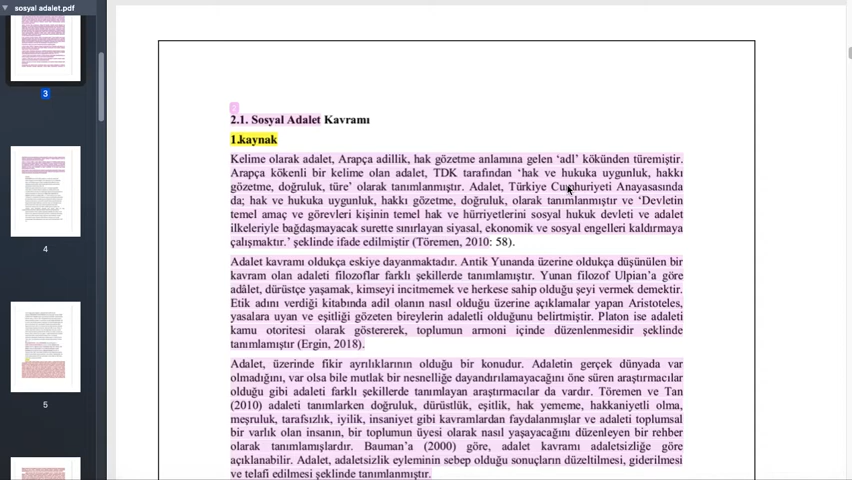 sosyal adalet.pdf
3
4
5
2
2.1. Sosyal Adalet Kavramı
1.kaynak
Kelime olarak adalet, Arapça adillik, hak gözetme anlamına gelen ‘adl’ kökünden türemiştir.
Arapça kökenli bir kelime olan adalet, TDK tarafından ‘hak ve hukuka uygunluk, hakkı
gözetme, doğruluk, türe’ olarak tanımlanmıştır. Adalet, Türkiye Cumhuriyeti Anayasasında
da; hak ve hukuka uygunluk, hakkı gözetme, doğruluk, olarak tanımlanmıştır ve ‘Devletin
temel amaç ve görevleri kişinin temel hak ve hürriyetlerini sosyal hukuk devleti ve adalet
ilkeleriyle bağdaşmayacak surette sınırlayan siyasal, ekonomik ve sosyal engelleri kaldırmaya
çalışmaktır.’ şeklinde ifade edilmiştir (Töremen, 2010: 58).
Adalet kavramı oldukça eskiye dayanmaktadır. Antik Yunanda üzerine oldukça düşünülen bir
kavram olan adaleti filozoflar farklı şekillerde tanımlamıştır. Yunan filozof Ulpian’a göre
adâlet, dürüstçe yaşamak, kimseyi incitmemek ve herkese sahip olduğu şeyi vermek demektir.
Etik adını verdiği kitabında adil olanın nasıl olduğu üzerine açıklamalar yapan Aristoteles,
yasalara uyan ve eşitliği gözeten bireylerin adaletli olduğunu belirtmiştir. Platon ise adaleti
kamu otoritesi olarak göstererek, toplumun armoni içinde düzenlenmesidir şeklinde
tanımlamıştır (Ergin, 2018).
Adalet, üzerinde fikir ayrılıklarının olduğu bir konudur. Adaletin gerçek dünyada var
olmadığını, var olsa bile mutlak bir nesnelliğe dayandırılamayacağını öne süren araştırmacılar
olduğu gibi adaleti farklı şekillerde tanımlayan araştırmacılar da vardır. Töremen ve Tan
(2010) adaleti tanımlarken doğruluk, dürüstlük, eşitlik, hak yememe, hakkaniyetli olma,
meşruluk, tarafsızlık, iyilik, insaniyet gibi kavramlardan faydalanmışlar ve adaleti toplumsal
bir varlık olan insanın, bir toplumun üyesi olarak nasıl yaşayacağını düzenleyen bir rehber
olarak tanımlamışlardır. Bauman’a (2000) göre, adalet kavramı adaletsizliğe göre
açıklanabilir. Adalet, adaletsizlik eyleminin sebep olduğu sonuçların düzeltilmesi, giderilmesi
ve telafi edilmesi şeklinde tanımlanmıştır.